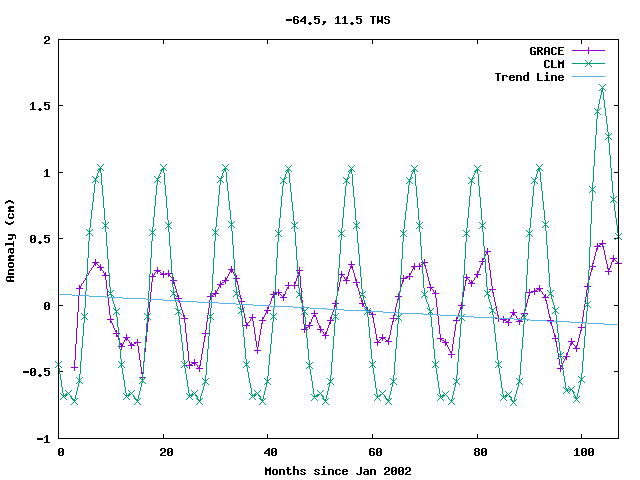 -64.5, 11.5 TWS
GRACE
CLM
Trend Line
2
1.5
1
0.5
0
-0.5
-1
Anomaly (cm)
0 20 40 60 80 100
Months since Jan 2002